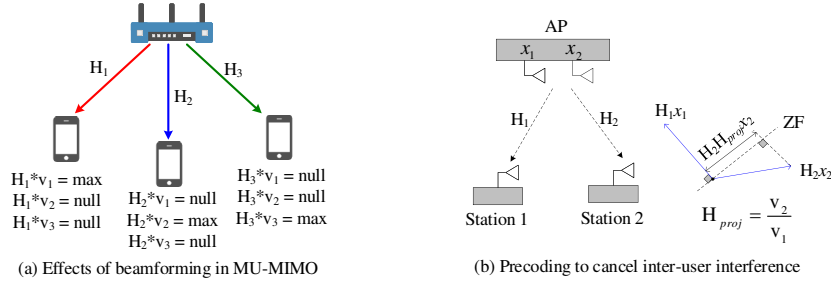 H1
H2
H3
H1*v1 = max
H1*v2 = null
H1*v3 = null
H2*v1 = null
H2*v2 = max
H2*v3 = null
H3*v1 = null
H3*v2 = null
H3*v3 = max
(a) Effects of beamforming in MU-MIMO
AP
x1 x2
H1
H2
Station 1
Station 2
H1x1
H2Hprojx2
ZF
H2x2
Hproj = v2
v1
(b) Precoding to cancel inter-user interference